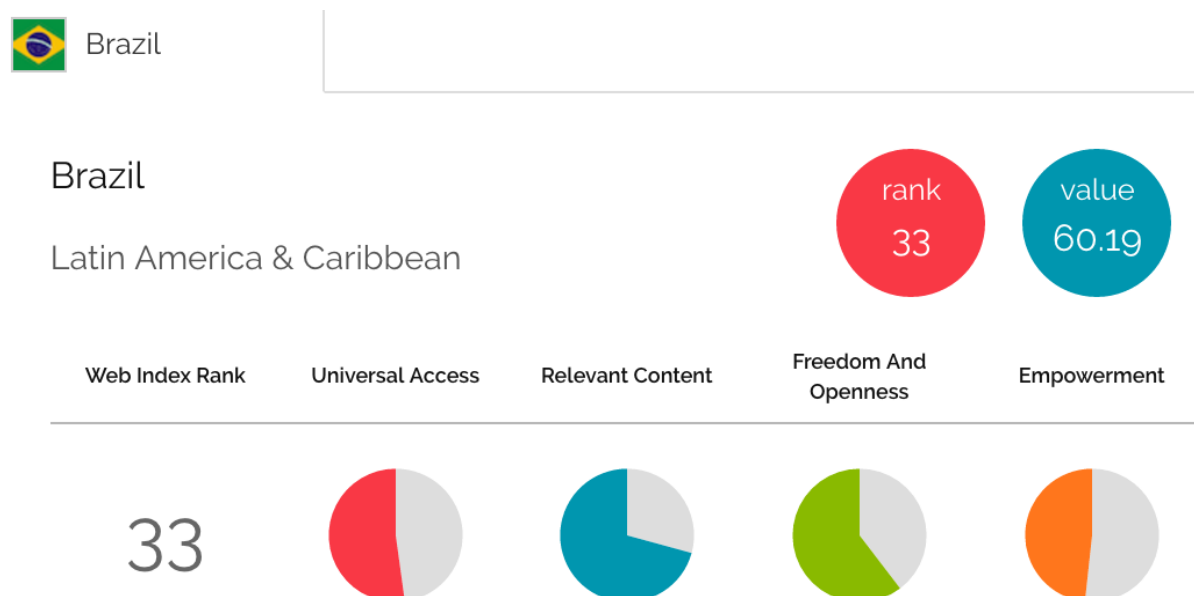 Brazil
Brazil
rank
33
value
60.19
Latin America & Caribbean
Web Index Rank
Universal Access
Relevant Content
Freedom And
Openness
Empowerment
33